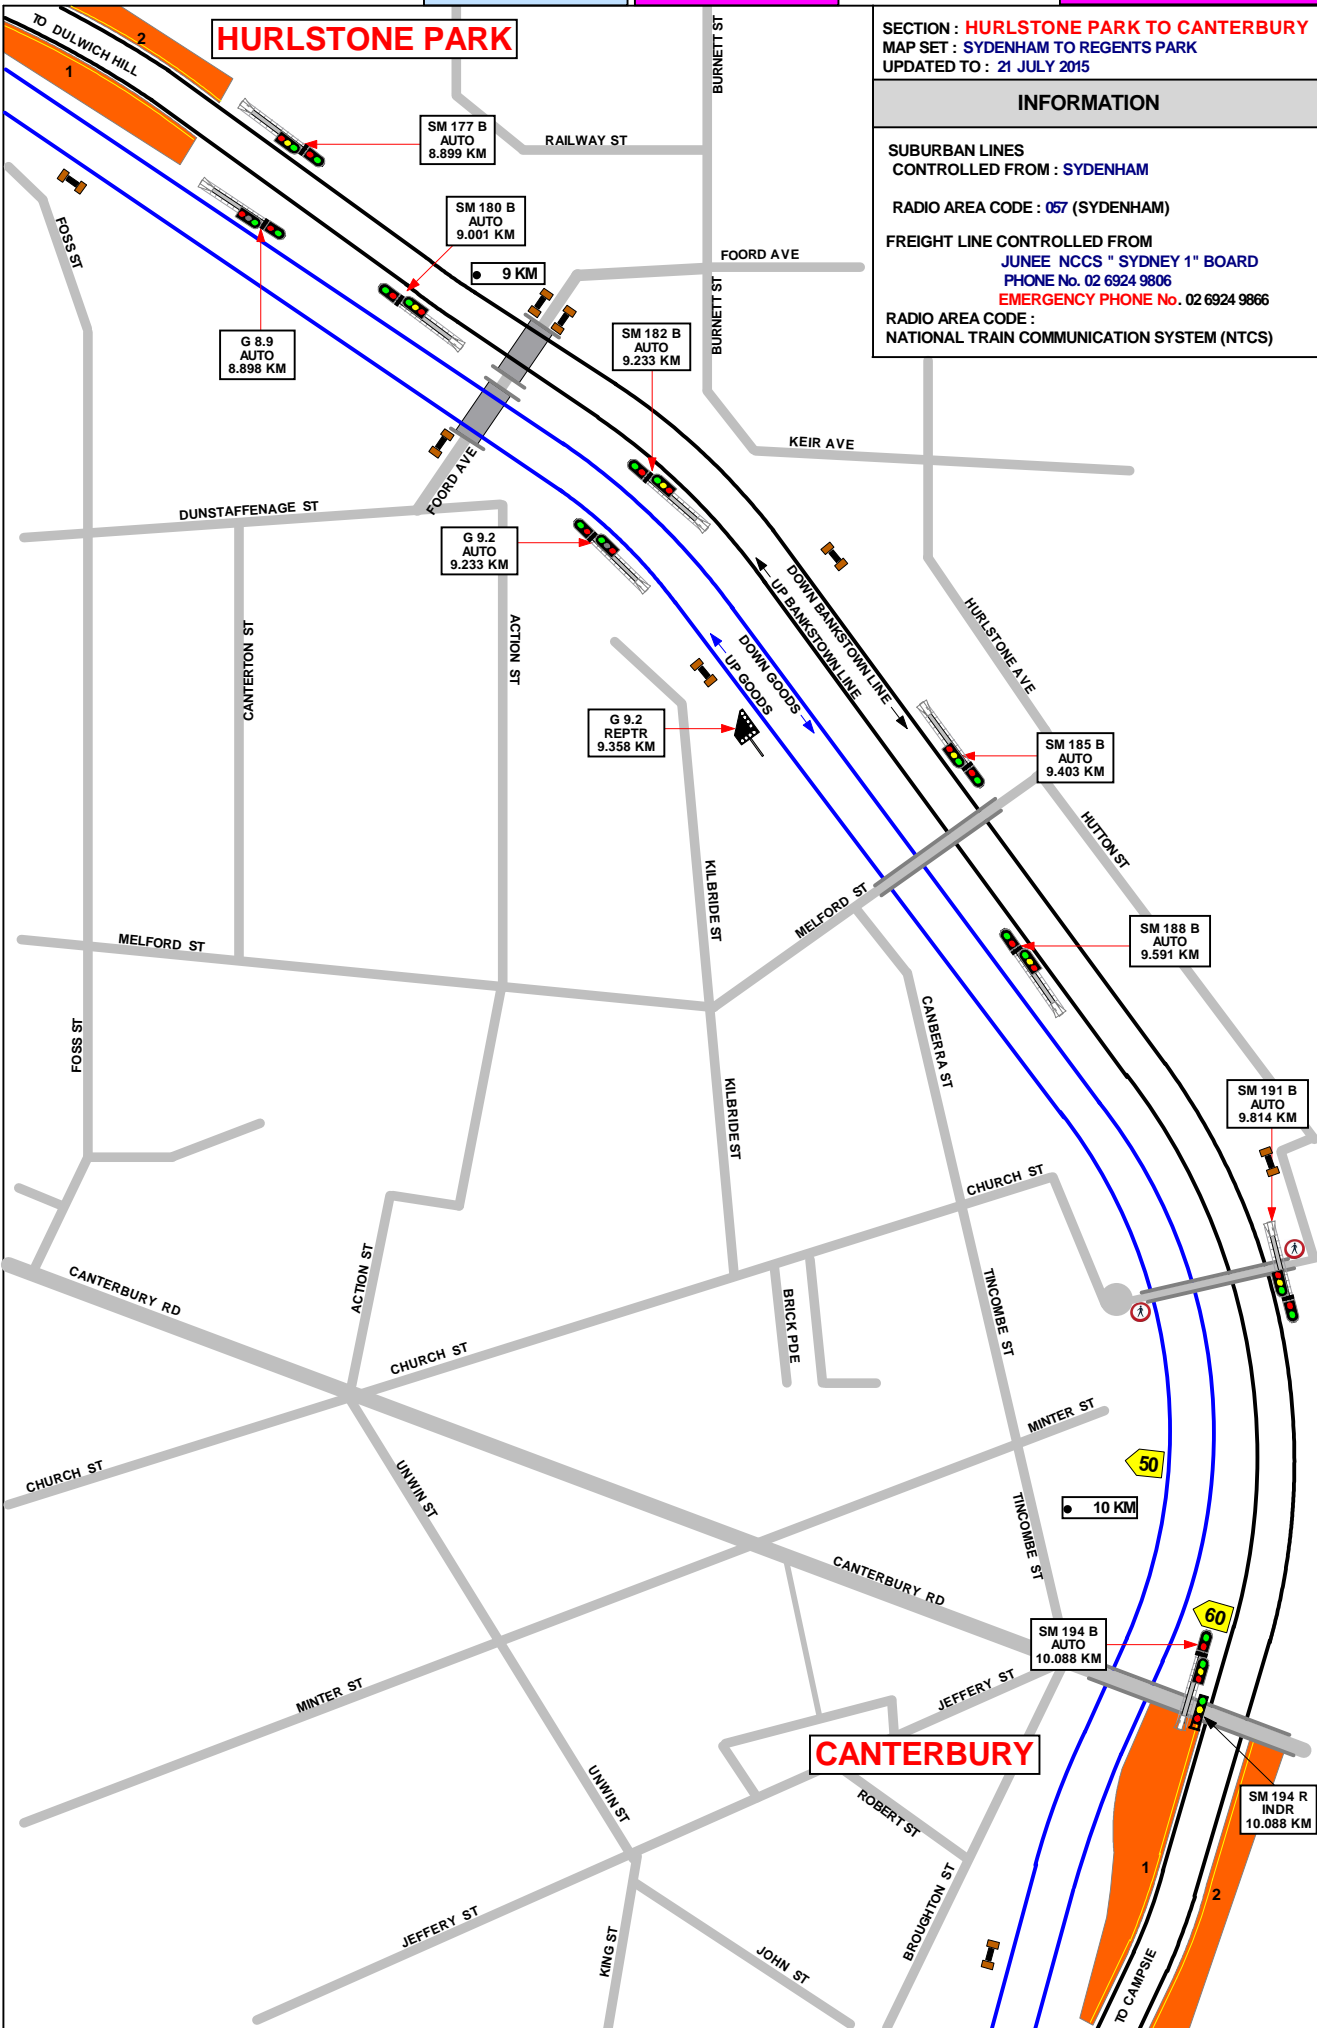 HURLSTONE PARK
SECTION : HURLSTONE PARK TO CANTERBURY
MAP SET : SYDENHAM TO REGENTS PARK
UPDATED TO : 21 JULY 2015
INFORMATION
SUBURBAN LINES
CONTROLLED FROM : SYDENHAM
RADIO AREA CODE : 057 (SYDENHAM)
FREIGHT LINE CONTROLLED FROM
JUNEE NCCS " SYDNEY 1" BOARD
PHONE No. 02 6924 9806
EMERGENCY PHONE No. 02 6924 9866
RADIO AREA CODE :
NATIONAL TRAIN COMMUNICATION SYSTEM (NTCS)
TO DULWICH HILL
2
1
BURNETT ST
RAILWAY ST
SM 177 B
AUTO
8.899 KM
SM 180 B
AUTO
9.001 KM
FOSS ST
FOORD AVE
9 KM
BURNETT ST
G 8.9
AUTO
8.898 KM
SM 182 B
AUTO
9.233 KM
KEIR AVE
FOORD AVE
DUNSTAFFENAGE ST
G 9.2
AUTO
9.233 KM
DOWN BANKSTOWN LINE
UP BANKSTOWN LINE
HURLSTONE AVE
CANTERTON ST
ACTION ST
DOWN GOODS
UP GOODS
G 9.2
REPTR
9.358 KM
SM 185 B
AUTO
9.403 KM
HUTTON ST
KILBRIDE ST
MELFORD ST
MELFORD ST
SM 188 B
AUTO
9.591 KM
CANBERRA ST
FOSS ST
KILBRIDE ST
SM 191 B
AUTO
9.814 KM
CHURCH ST
ACTION ST
CANTERBURY RD
TINCOMBE ST
BRICK PDE
CHURCH ST
MINTER ST
CHURCH ST
UNWIN ST
50
10 KM
TINCOMBE ST
CANTERBURY RD
60
SM 194 B
AUTO
10.088 KM
MINTER ST
JEFFERY ST
CANTERBURY
UNWIN ST
ROBERT ST
SM 194 R
INDR
10.088 KM
1
2
JEFFERY ST
KING ST
JOHN ST
BROUGHTON ST
TO CAMPSIE